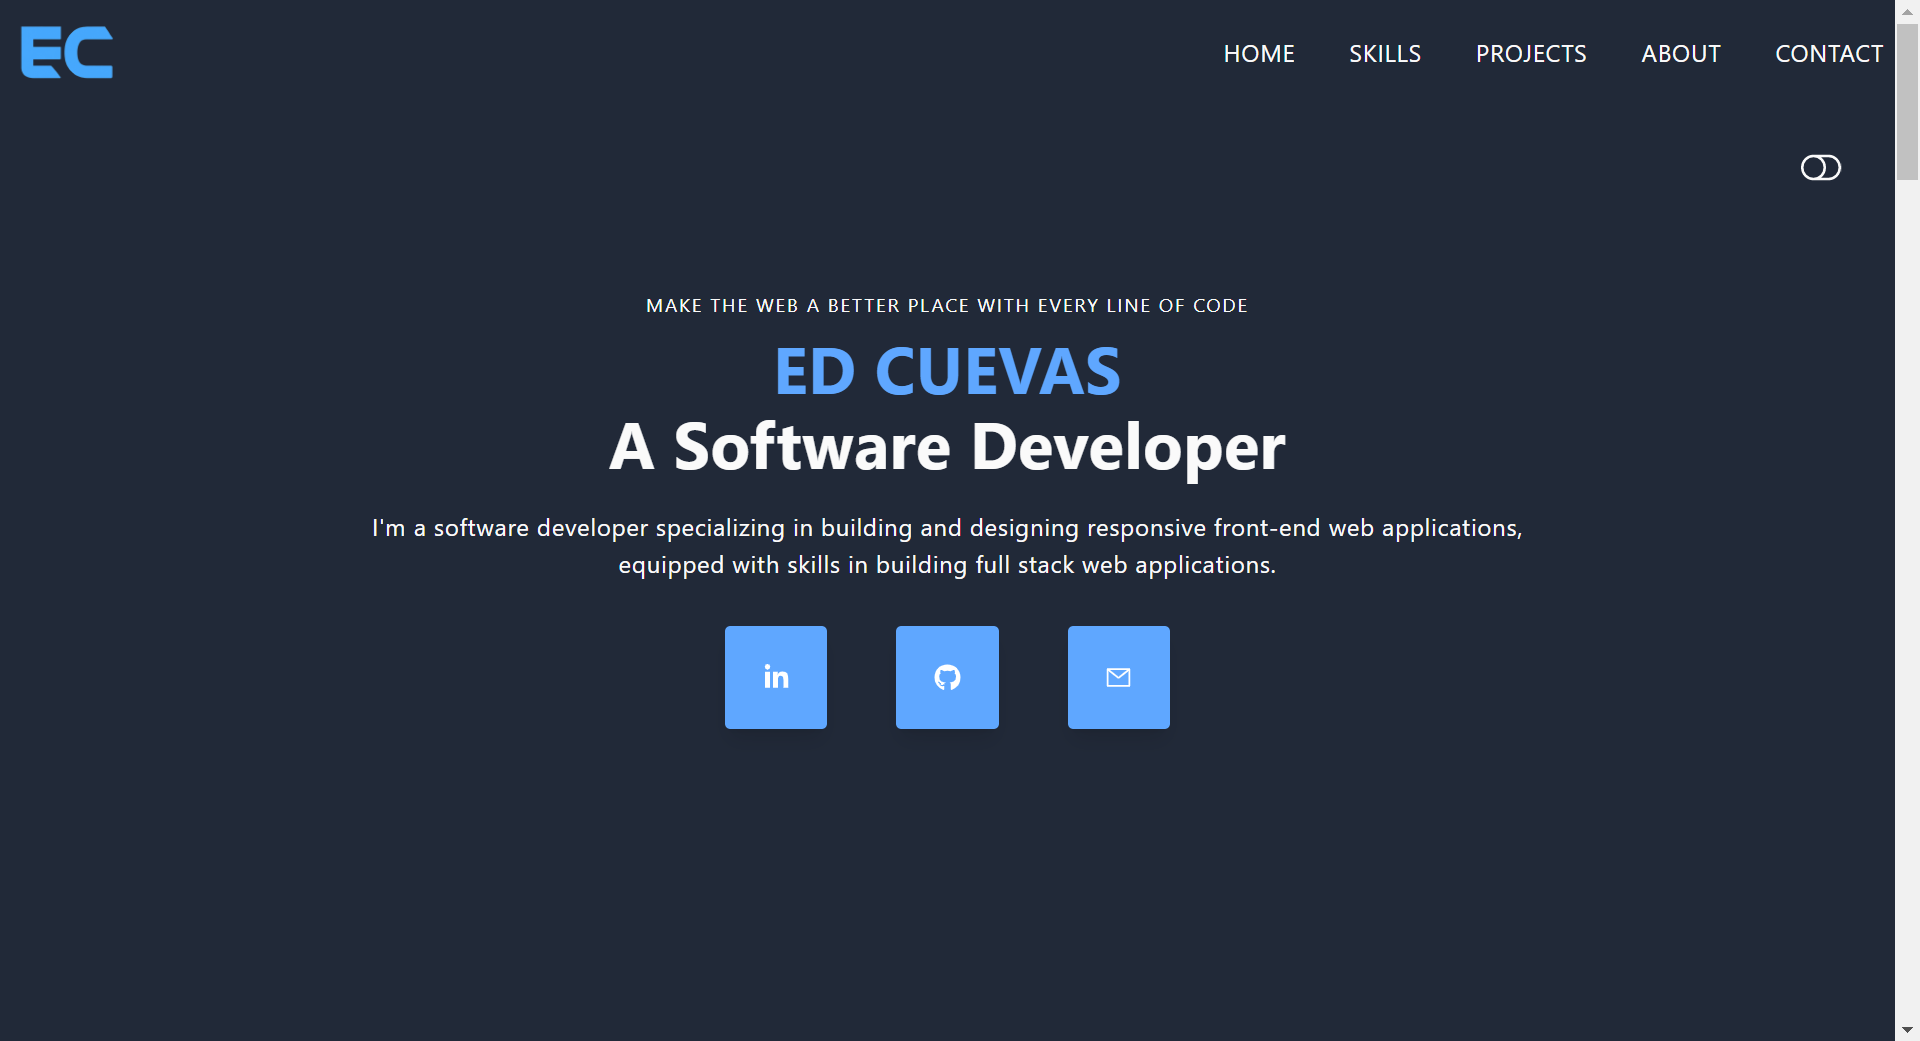 EC
HOME SKILLS PROJECTS ABOUT CONTACT
MAKE THE WEB A BETTER PLACE WITH EVERY LINE OF CODE
ED CUEVAS
A Software Developer
I'm a software developer specializing in building and designing responsive front-end web applications,
equipped with skills in building full stack web applications.
in